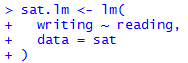 > sat.lm <- lm(
+   writing ~ reading,
+   data = sat
+ )